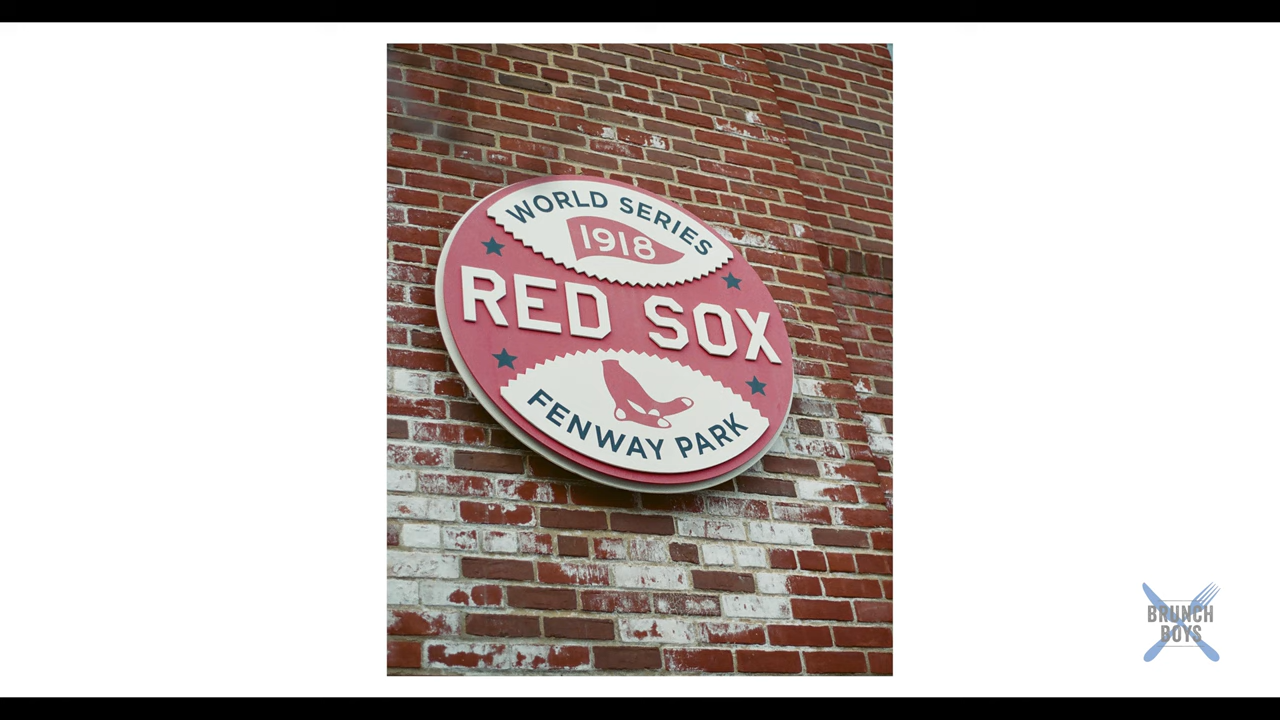 WORLD SERIES
1918
RED SOX
FENWAY PARK
BRUNCH
BOYS